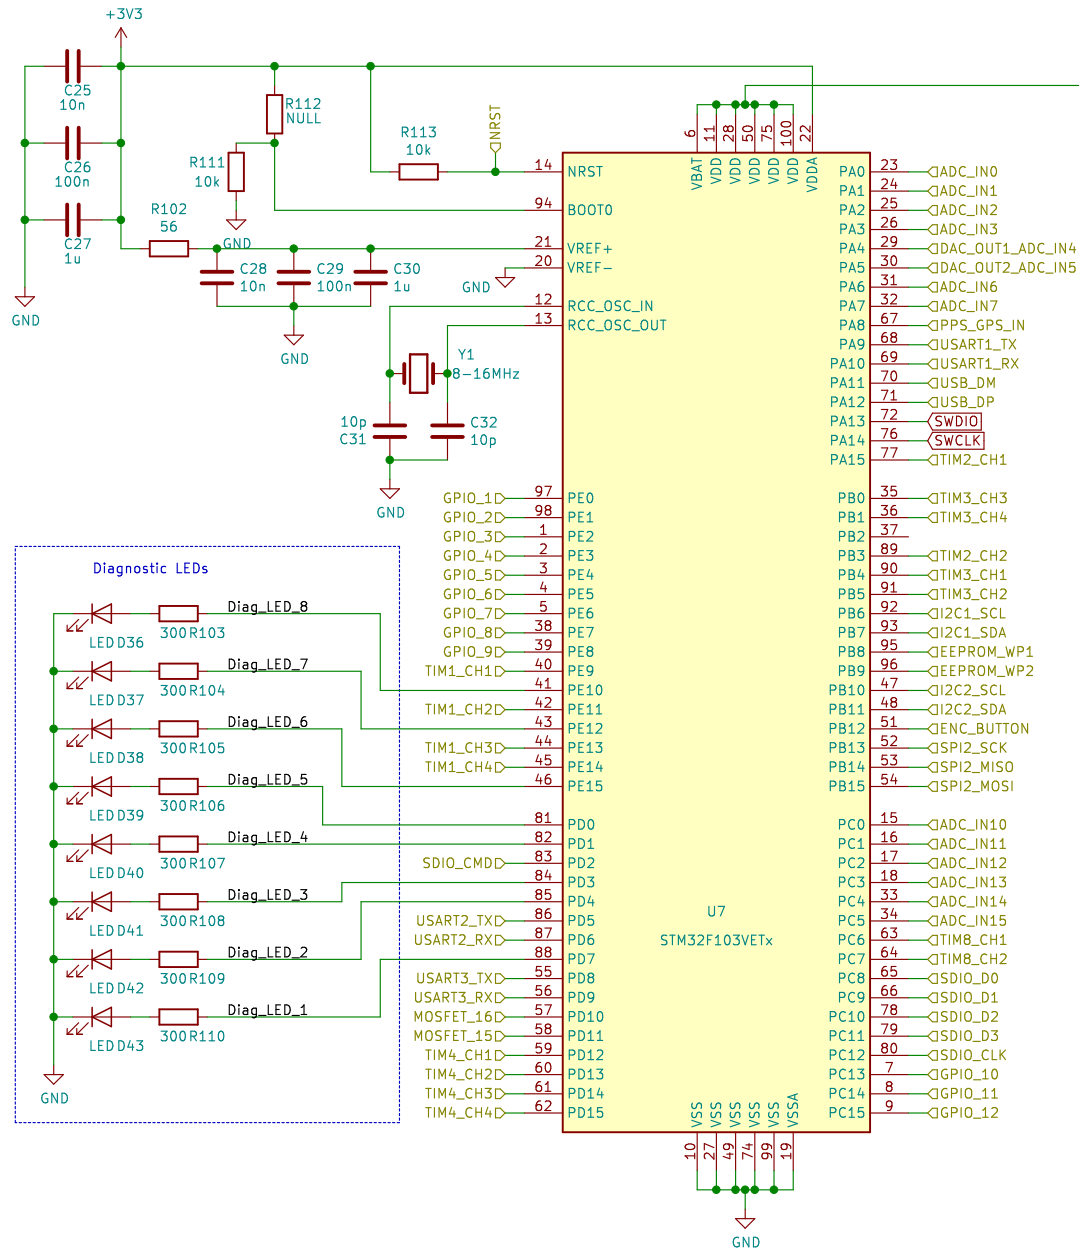 +3V3
C25
10n
C26
100n
C27
1u
GND
R112
NULL
R111
10k
GND
R113
10k
NRST
R102
56
C28
10n
C29
100n
C30
1u
GND
GND
Y1
8-16MHz
10p
C31
C32
10p
GND
6
11
28
50
75
100
22
VBAT
VDD
VDD
VDD
VDD
VDD
VDDA
14 NRST
94 BOOT0
21 VREF+
20 VREF-
12 RCC_OSC_IN
13 RCC_OSC_OUT
GPIO_1 97 PE0
GPIO_2 98 PE1
GPIO_3 1 PE2
GPIO_4 2 PE3
GPIO_5 3 PE4
GPIO_6 4 PE5
GPIO_7 5 PE6
GPIO_8 38 PE7
GPIO_9 39 PE8
TIM1_CH1 40 PE9
41 PE10
TIM1_CH2 42 PE11
43 PE12
TIM1_CH3 44 PE13
TIM1_CH4 45 PE14
46 PE15
81 PD0
82 PD1
SDIO_CMD 83 PD2
84 PD3
85 PD4
USART2_TX 86 PD5
USART2_RX 87 PD6
88 PD7
USART3_TX 55 PD8
USART3_RX 56 PD9
MOSFET_16 57 PD10
MOSFET_15 58 PD11
TIM4_CH1 59 PD12
TIM4_CH2 60 PD13
TIM4_CH3 61 PD14
TIM4_CH4 62 PD15
PA0 23 ADC_IN0
PA1 24 ADC_IN1
PA2 25 ADC_IN2
PA3 26 ADC_IN3
PA4 29 DAC_OUT1_ADC_IN4
PA5 30 DAC_OUT2_ADC_IN5
PA6 31 ADC_IN6
PA7 32 ADC_IN7
PA8 67 PPS_GPS_IN
PA9 68 USART1_TX
PA10 69 USART1_RX
PA11 70 USB_DM
PA12 71 USB_DP
PA13 72 SWDIO
PA14 76 SWCLK
PA15 77 TIM2_CH1
PB0 35 TIM3_CH3
PB1 36 TIM3_CH4
PB2 37
PB3 89 TIM2_CH2
PB4 90 TIM3_CH1
PB5 91 TIM3_CH2
PB6 92 I2C1_SCL
PB7 93 I2C1_SDA
PB8 95 EEPROM_WP1
PB9 96 EEPROM_WP2
PB10 47 I2C2_SCL
PB11 48 I2C2_SDA
PB12 51 ENC_BUTTON
PB13 52 SPI2_SCK
PB14 53 SPI2_MISO
PB15 54 SPI2_MOSI
PC0 15 ADC_IN10
PC1 16 ADC_IN11
PC2 17 ADC_IN12
PC3 18 ADC_IN13
PC4 33 ADC_IN14
PC5 34 ADC_IN15
PC6 63 TIM8_CH1
PC7 64 TIM8_CH2
PC8 65 SDIO_D0
PC9 66 SDIO_D1
PC10 78 SDIO_D2
PC11 79 SDIO_D3
PC12 80 SDIO_CLK
PC13 7 GPIO_10
PC14 8 GPIO_11
PC15 9 GPIO_12
U7
STM32F103VETx
VSS
VSS
VSS
VSS
VSS
VSSA
10
27
49
74
99
19
GND
Diagnostic LEDs
Diag_LED_8
LED D36 300 R103
Diag_LED_7
LED D37 300 R104
Diag_LED_6
LED D38 300 R105
Diag_LED_5
LED D39 300 R106
Diag_LED_4
LED D40 300 R107
Diag_LED_3
LED D41 300 R108
Diag_LED_2
LED D42 300 R109
Diag_LED_1
LED D43 300 R110
GND